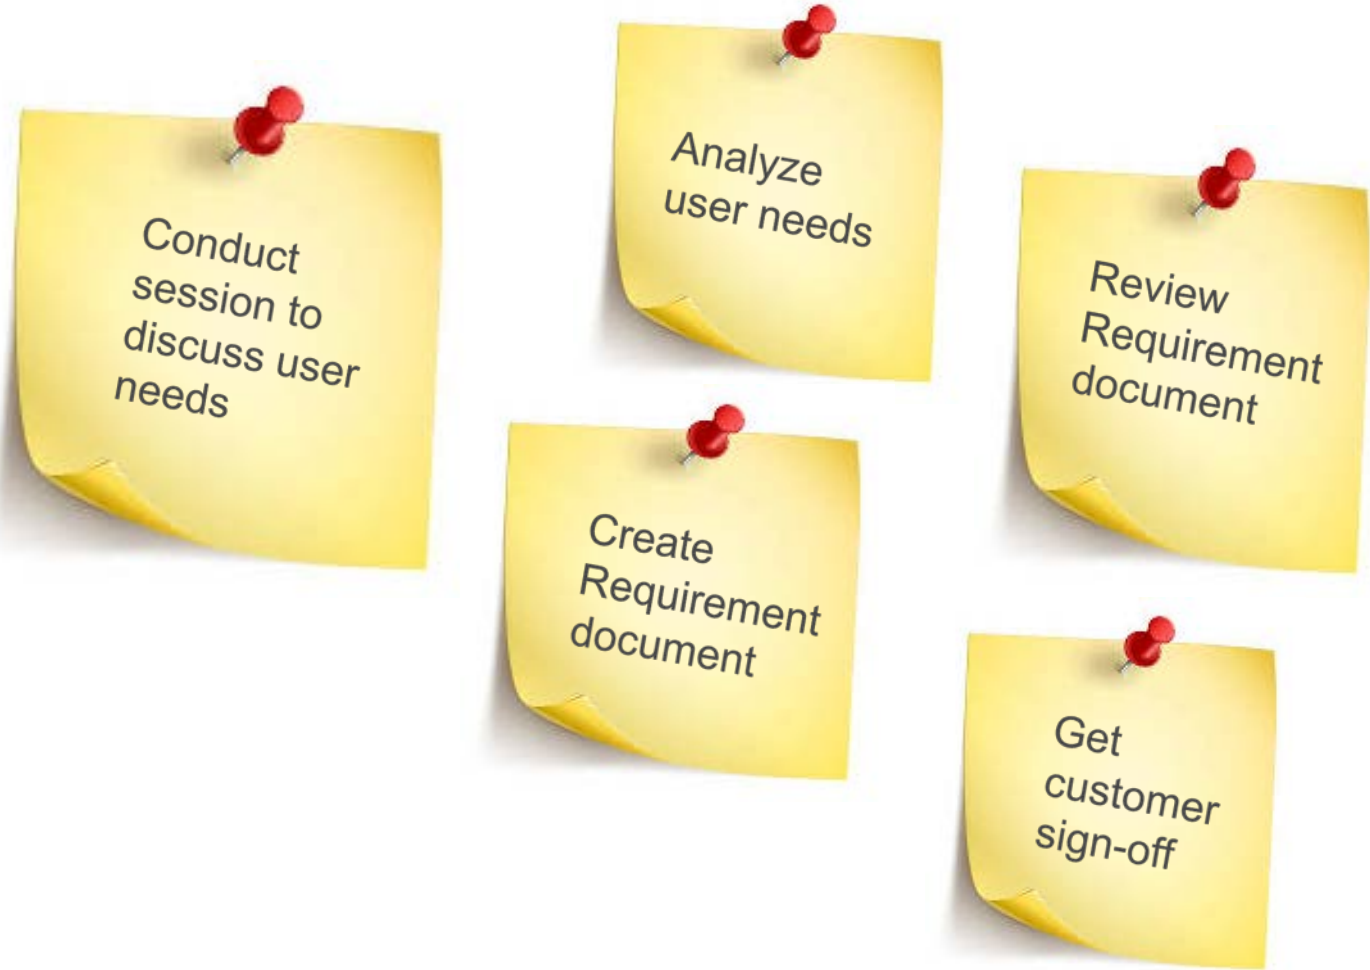 Conduct
session to
discuss user
needs
Analyze
user needs
Create
Requirement
document
Review
Requirement
document
Get
customer
sign-off